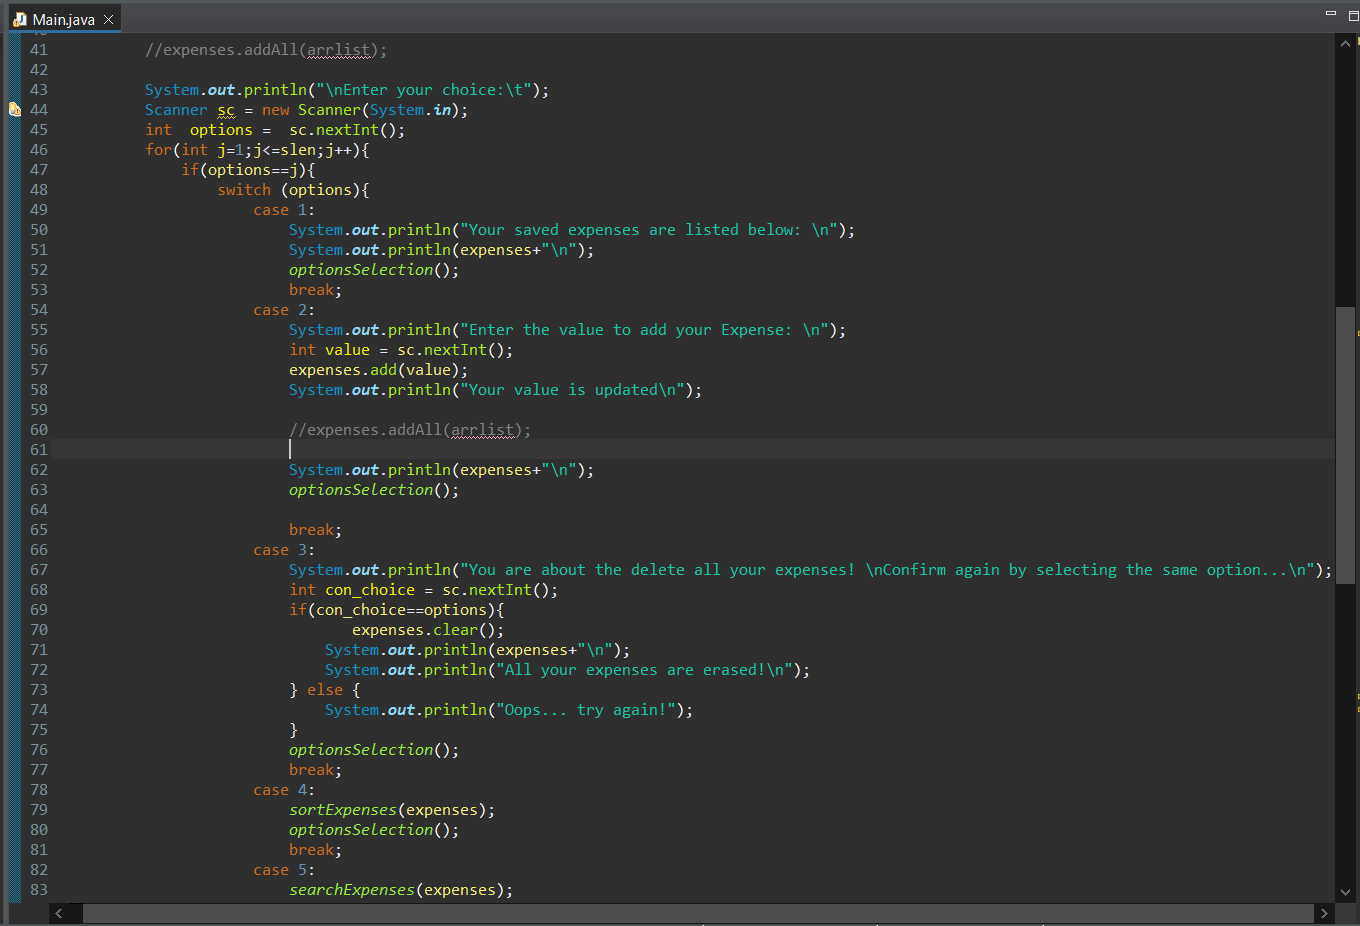 Main.java
41 //expenses.addAll(arrlist);
42
43 System.out.println("\nEnter your choice:\t");
44 Scanner sc = new Scanner(System.in);
45 int  options =  sc.nextInt();
46 for(int j=1;j<=slen;j++){
47 if(options==j){
48 switch (options){
49 case 1:
50 System.out.println("Your saved expenses are listed below: \n");
51 System.out.println(expenses+"\n");
52 optionsSelection();
53 break;
54 case 2:
55 System.out.println("Enter the value to add your Expense: \n");
56 int value = sc.nextInt();
57 expenses.add(value);
58 System.out.println("Your value is updated\n");
59
60 //expenses.addAll(arrlist);
61
62 System.out.println(expenses+"\n");
63 optionsSelection();
64
65 break;
66 case 3:
67 System.out.println("You are about the delete all your expenses! \nConfirm again by selecting the same option...\n");
68 int con_choice = sc.nextInt();
69 if(con_choice==options){
70 expenses.clear();
71 System.out.println(expenses+"\n");
72 System.out.println("All your expenses are erased!\n");
73 } else {
74 System.out.println("Oops... try again!");
75 }
76 optionsSelection();
77 break;
78 case 4:
79 sortExpenses(expenses);
80 optionsSelection();
81 break;
82 case 5:
83 searchExpenses(expenses);